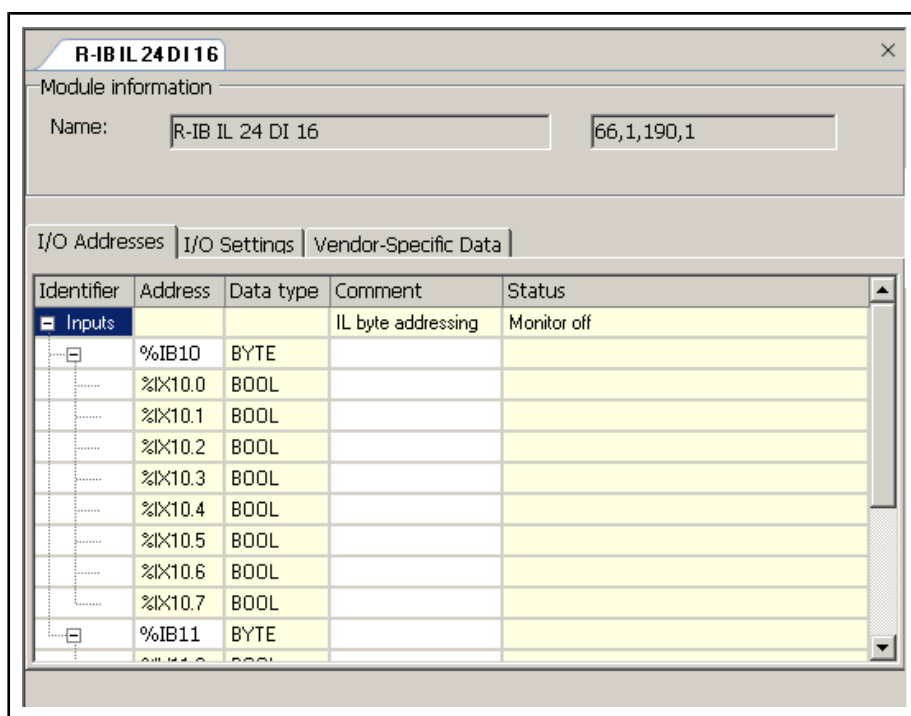 R-IB IL 24 DI 16
Module information
Name: R-IB IL 24 DI 16 66,1,190,1
I/O Addresses I/O Settings Vendor-Specific Data
Identifier Address Data type Comment Status
Inputs IL byte addressing Monitor off
%IB10 BYTE
%IX10.0 BOOL
%IX10.1 BOOL
%IX10.2 BOOL
%IX10.3 BOOL
%IX10.4 BOOL
%IX10.5 BOOL
%IX10.6 BOOL
%IX10.7 BOOL
%IB11 BYTE